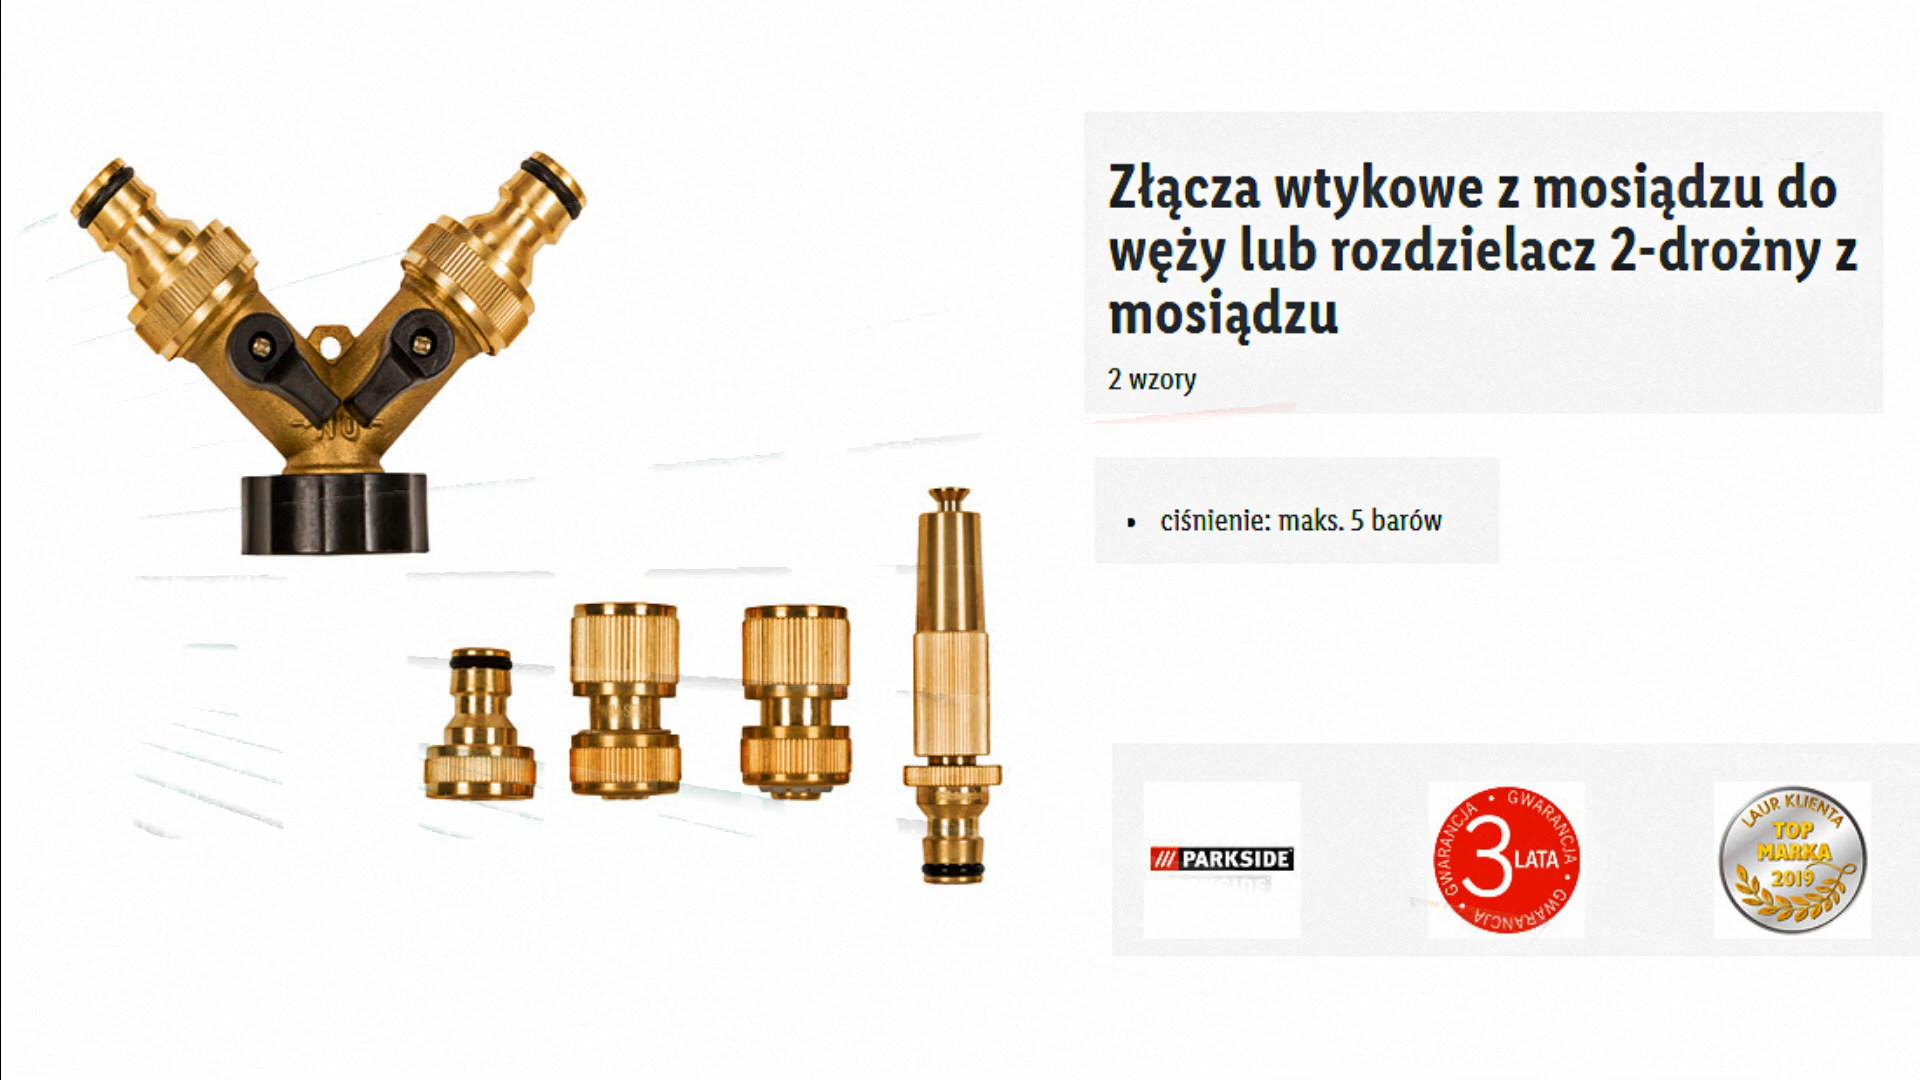 Złącza wtykowe z mosiądzu do
węży lub rozdzielacz 2-drożny z
mosiądzu
2 wzory
• ciśnienie: maks. 5 barów
/// PARKSIDE
GWARANCJA • GWARANCJA • GWARANCJA •
3 LATA
LAUR KLIENTA
TOP
MARKA
2019